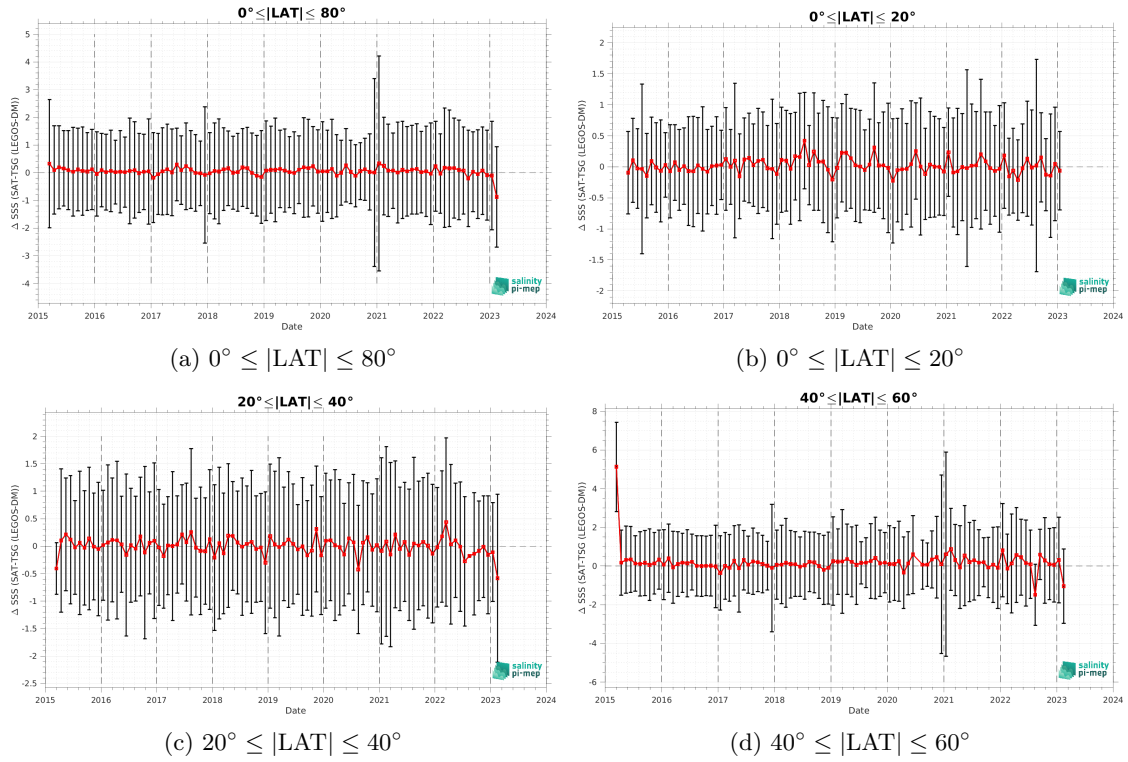 0°≤|LAT|≤ 80°
Δ SSS (SAT-TSG (LEGOS-DM))
5
4
3
2
1
0
-1
-2
-3
-4
2015 2016 2017 2018 2019 2020 2021 2022 2023 2024
Date
salinity
pi-mep
(a) 0° ≤ |LAT| ≤ 80°
0°≤|LAT|≤ 20°
Δ SSS (SAT-TSG (LEGOS-DM))
2
1.5
1
0.5
0
-0.5
-1
-1.5
-2
2015 2016 2017 2018 2019 2020 2021 2022 2023 2024
Date
salinity
pi-mep
(b) 0° ≤ |LAT| ≤ 20°
20°≤|LAT|≤ 40°
Δ SSS (SAT-TSG (LEGOS-DM))
2
1.5
1
0.5
0
-0.5
-1
-1.5
-2
-2.5
2015 2016 2017 2018 2019 2020 2021 2022 2023 2024
Date
salinity
pi-mep
(c) 20° ≤ |LAT| ≤ 40°
40°≤|LAT|≤ 60°
Δ SSS (SAT-TSG (LEGOS-DM))
8
6
4
2
0
-2
-4
-6
2015 2016 2017 2018 2019 2020 2021 2022 2023 2024
Date
salinity
pi-mep
(d) 40° ≤ |LAT| ≤ 60°